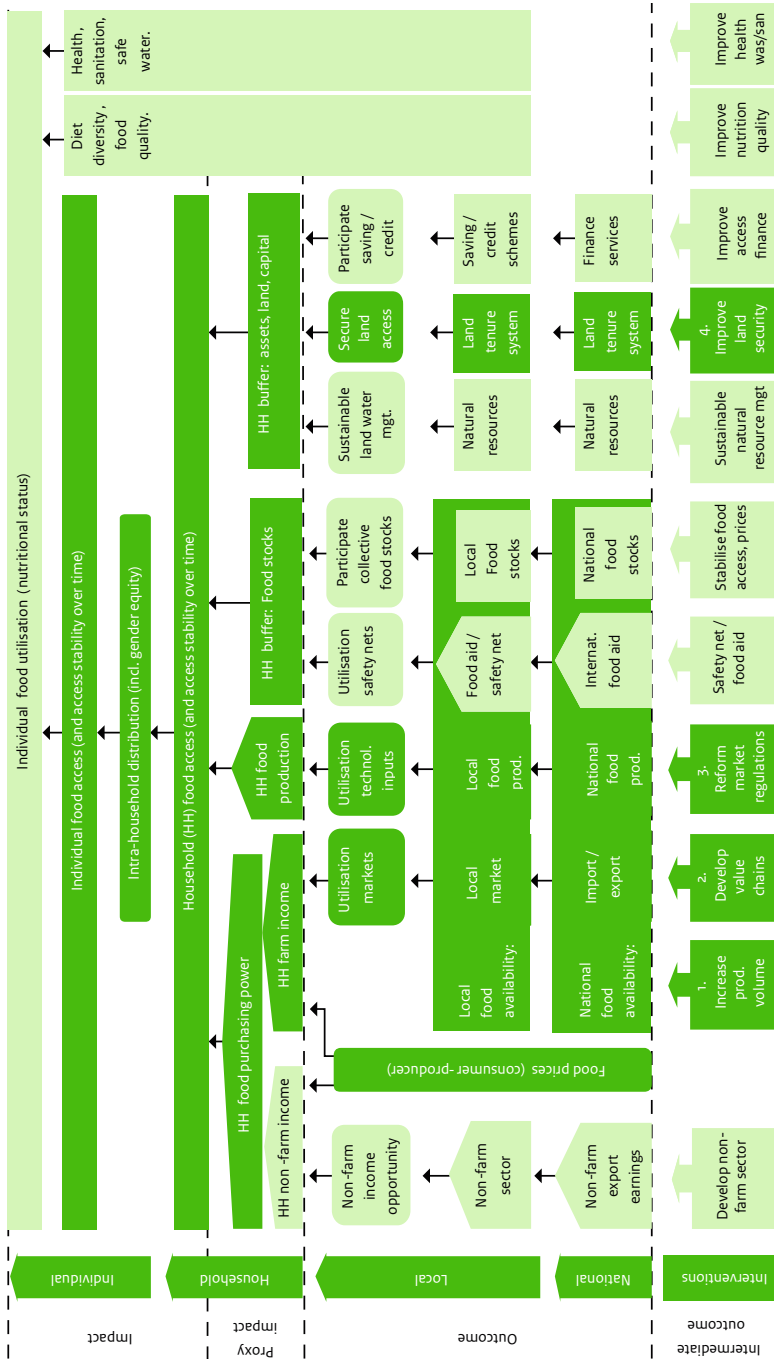 Individual food utilisation (nutritional status)
Individual food access (and access stability over time)
Intra-household distribution (incl. gender equity)
Household (HH) food access (and access stability over time)
Diet
diversity,
food
quality.
Health,
sanitation,
safe
water.
HH food purchasing power
HH non -farm income
HH farm income
HH food
production
HH buffer: Food stocks
HH buffer: assets, land, capital
Non -farm
income
opportunity
Utilisation
markets
Utilisation
technol.
inputs
Utilisation
safety nets
Participate
collective
food stocks
Sustainable
land water
mgt.
Secure
land
access
Participate
saving /
credit
Food prices (consumer-producer)
Non -farm
sector
Local
food
availability:
Local
market
Local
food
prod.
Food aid /
safety net
Local
Food
stocks
Natural
resources
Land
tenure
system
Saving /
credit
schemes
Non -farm
export
earnings
National
food
availability:
Import /
export
National
food
prod.
Internat.
food aid
National
food
stocks
Natural
resources
Land
tenure
system
Finance
services
Develop non-
farm sector
1.
Increase
prod.
volume
2.
Develop
value
chains
3.
Reform
market
regulations
Safety net /
food aid
Stabilise food
access, prices
Sustainable
natural
resource mgt
4.
Improve
land
security
Improve
access
finance
Improve
nutrition
quality
Improve
health
was/san
Individual
Household
Local
National
Interventions
Impact
Proxy
impact
Outcome
Intermediate
outcome